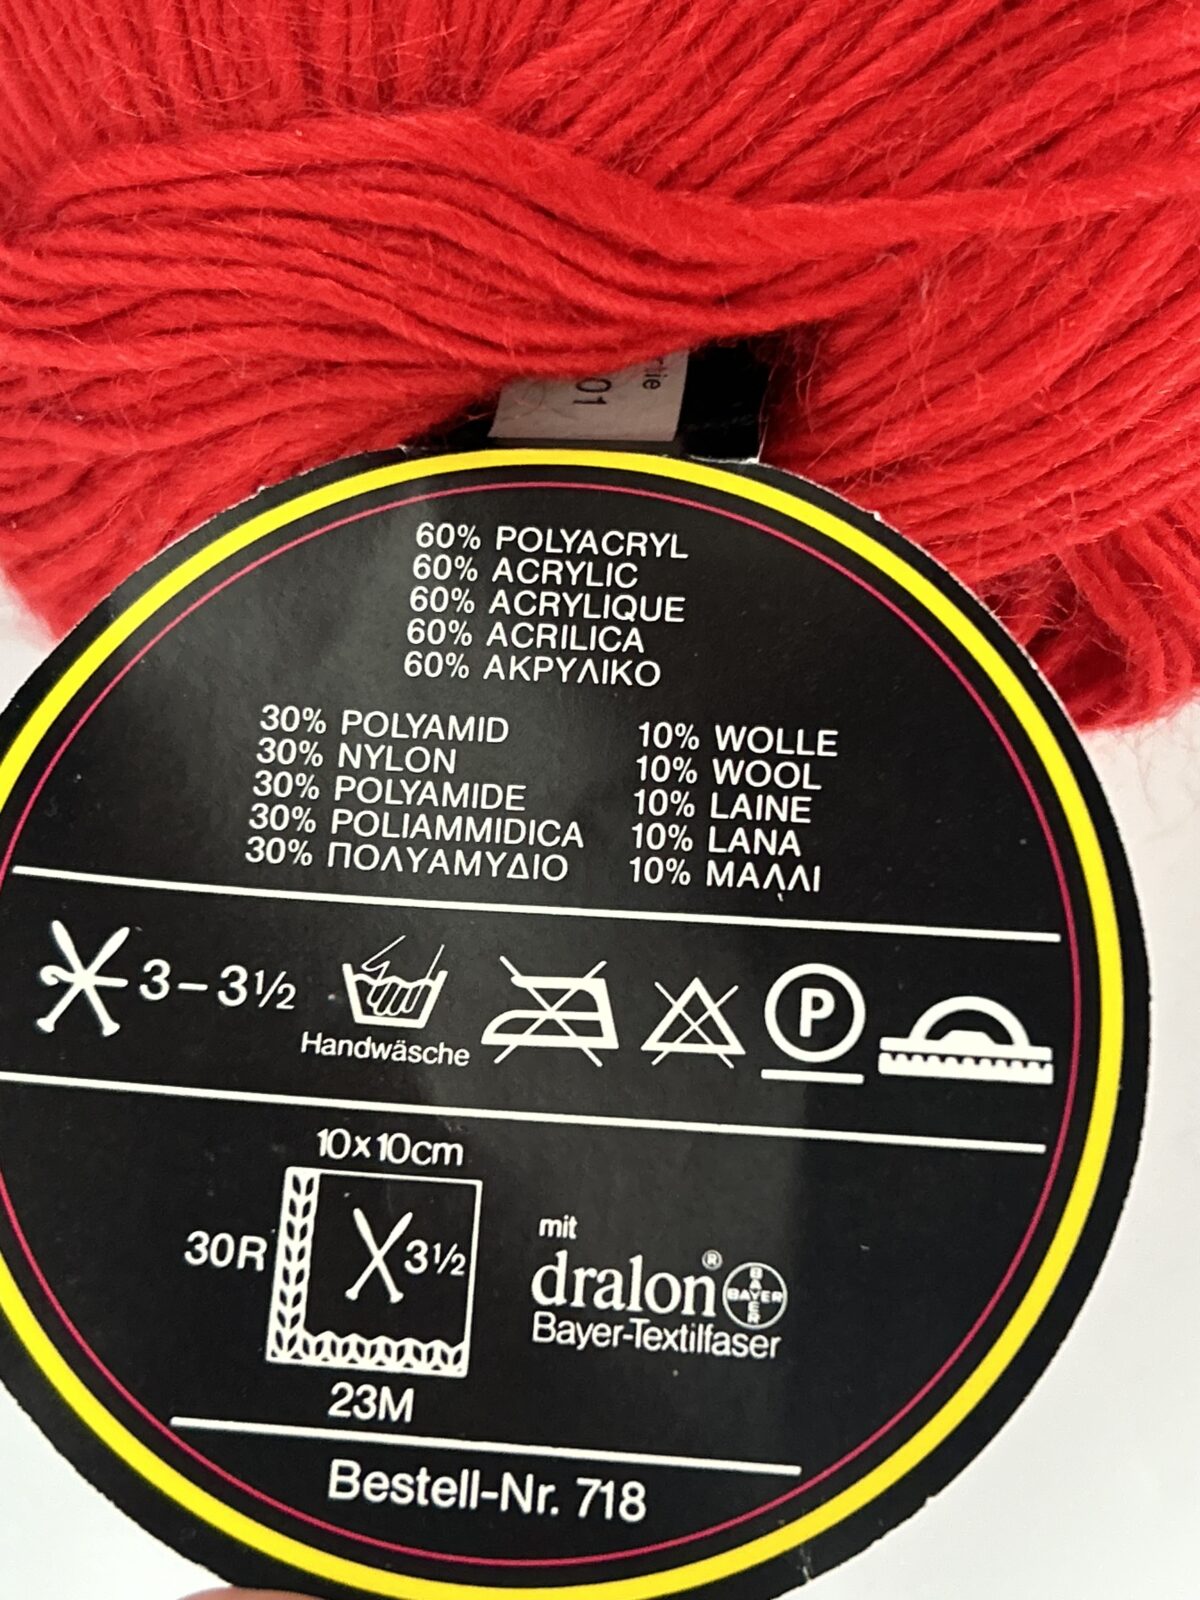 01
60% POLYACRYL
60% ACRYLIC
60% ACRYLIQUE
60% ACRILICA
60% ΑΚΡΥΛΙΚΟ
30% POLYAMID
30% NYLON
30% POLYAMIDE
30% POLIAMMIDICA
30% ΠΟΛΥΑΜΥΔΙΟ
10% WOLLE
10% WOOL
10% LAINE
10% LANA
10% ΜΑΛΛΙ
3–3½
Handwäsche
P
10x10cm
30R
3½
23M
mit
dralon®
BAYER
BAYER
Bayer-Textilfaser
Bestell-Nr. 718